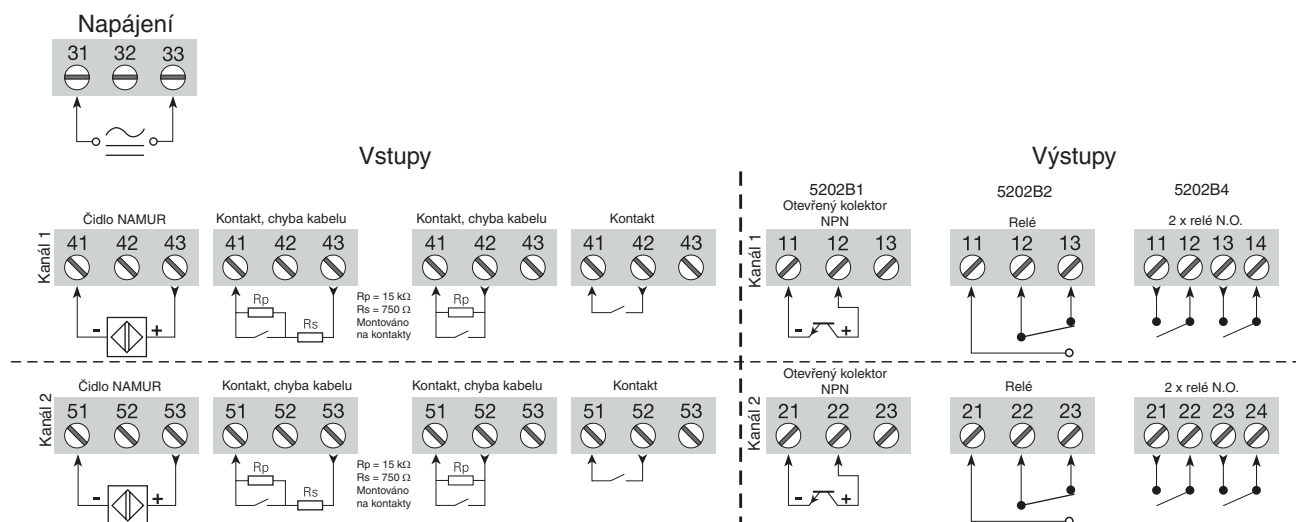 Napájení
31 32 33
Vstupy
Výstupy
5202B1 5202B2 5202B4
Čidlo NAMUR Kontakt, chyba kabelu Kontakt, chyba kabelu Kontakt Otevřený kolektor NPN Relé 2 x relé N.O.
Kanál 1
41 42 43 41 42 43 41 42 43 41 42 43
Kanál 1
11 12 13 11 12 13 11 12 13 14
Rp
Rs
Rp = 15 kΩ
Rs = 750 Ω
Montováno
na kontakty
Rp
- +
- +
Čidlo NAMUR Kontakt, chyba kabelu Kontakt, chyba kabelu Kontakt Otevřený kolektor NPN Relé 2 x relé N.O.
Kanál 2
51 52 53 51 52 53 51 52 53 51 52 53
Kanál 2
21 22 23 21 22 23 21 22 23 24
Rp
Rs
Rp = 15 kΩ
Rs = 750 Ω
Montováno
na kontakty
Rp
- +
- +